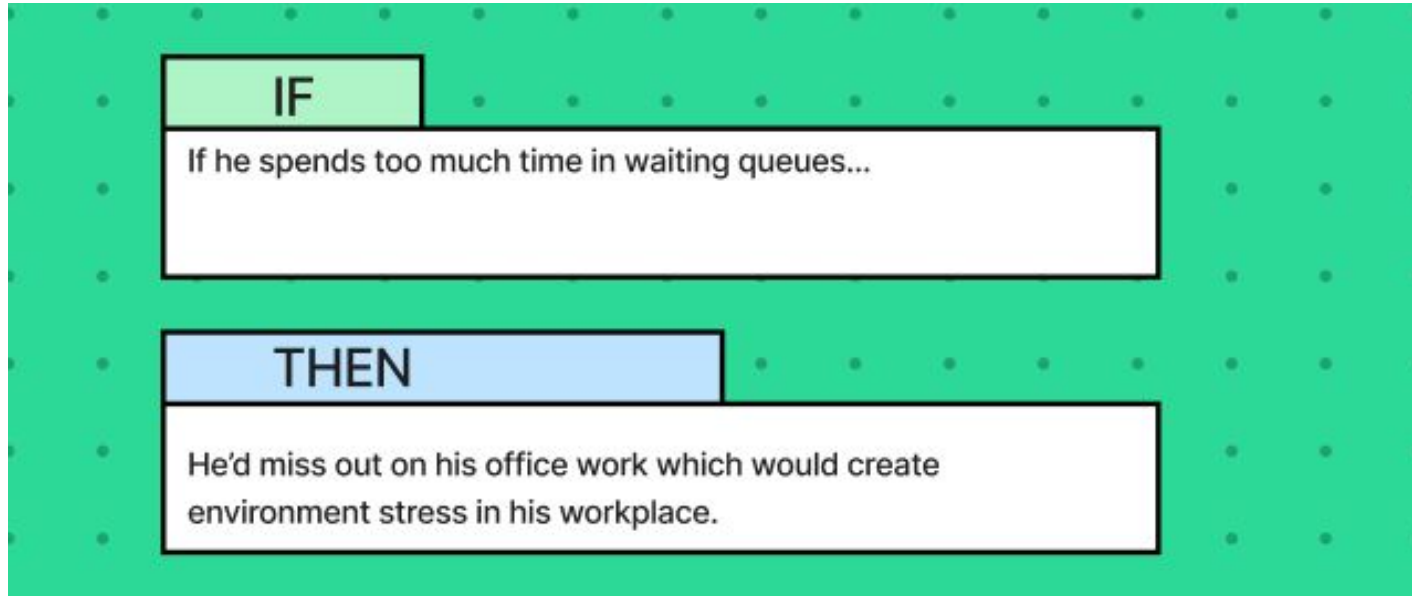 IF
If he spends too much time in waiting queues...
THEN
He'd miss out on his office work which would create
environment stress in his workplace.